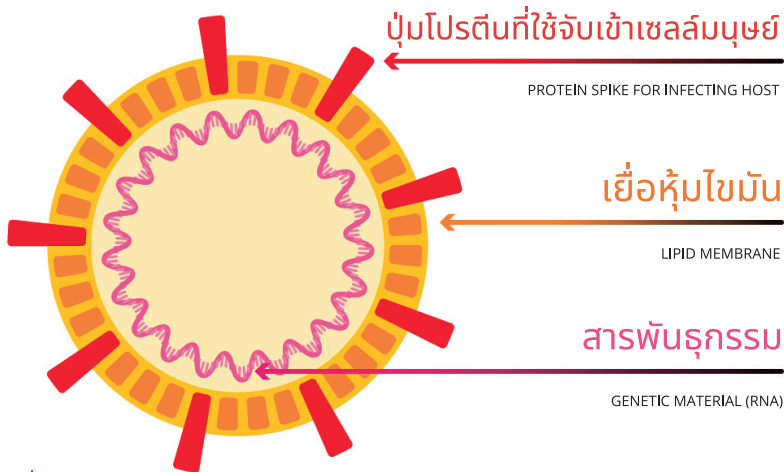 ปุ่มโปรตีนที่ใช้จับเข้าเซลล์มนุษย์
PROTEIN SPIKE FOR INFECTING HOST
เยื่อหุ้มไขมัน
LIPID MEMBRANE
สารพันธุกรรม
GENETIC MATERIAL (RNA)